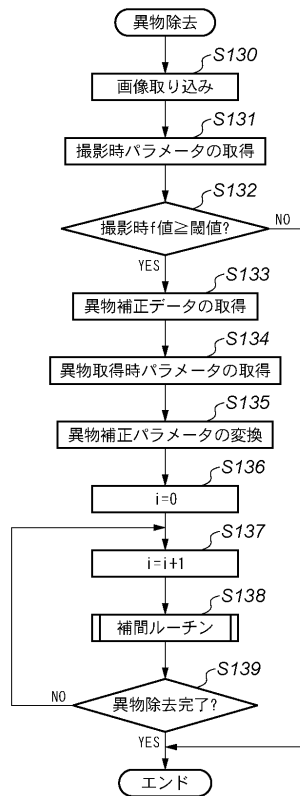 異物除去
S130
画像取り込み
S131
撮影時パラメータの取得
S132
撮影時f値≧閾値?
NO
YES
S133
異物補正データの取得
S134
異物取得時パラメータの取得
S135
異物補正パラメータの変換
S136
i=0
S137
i=i+1
S138
補間ルーチン
S139
異物除去完了?
NO
YES
エンド